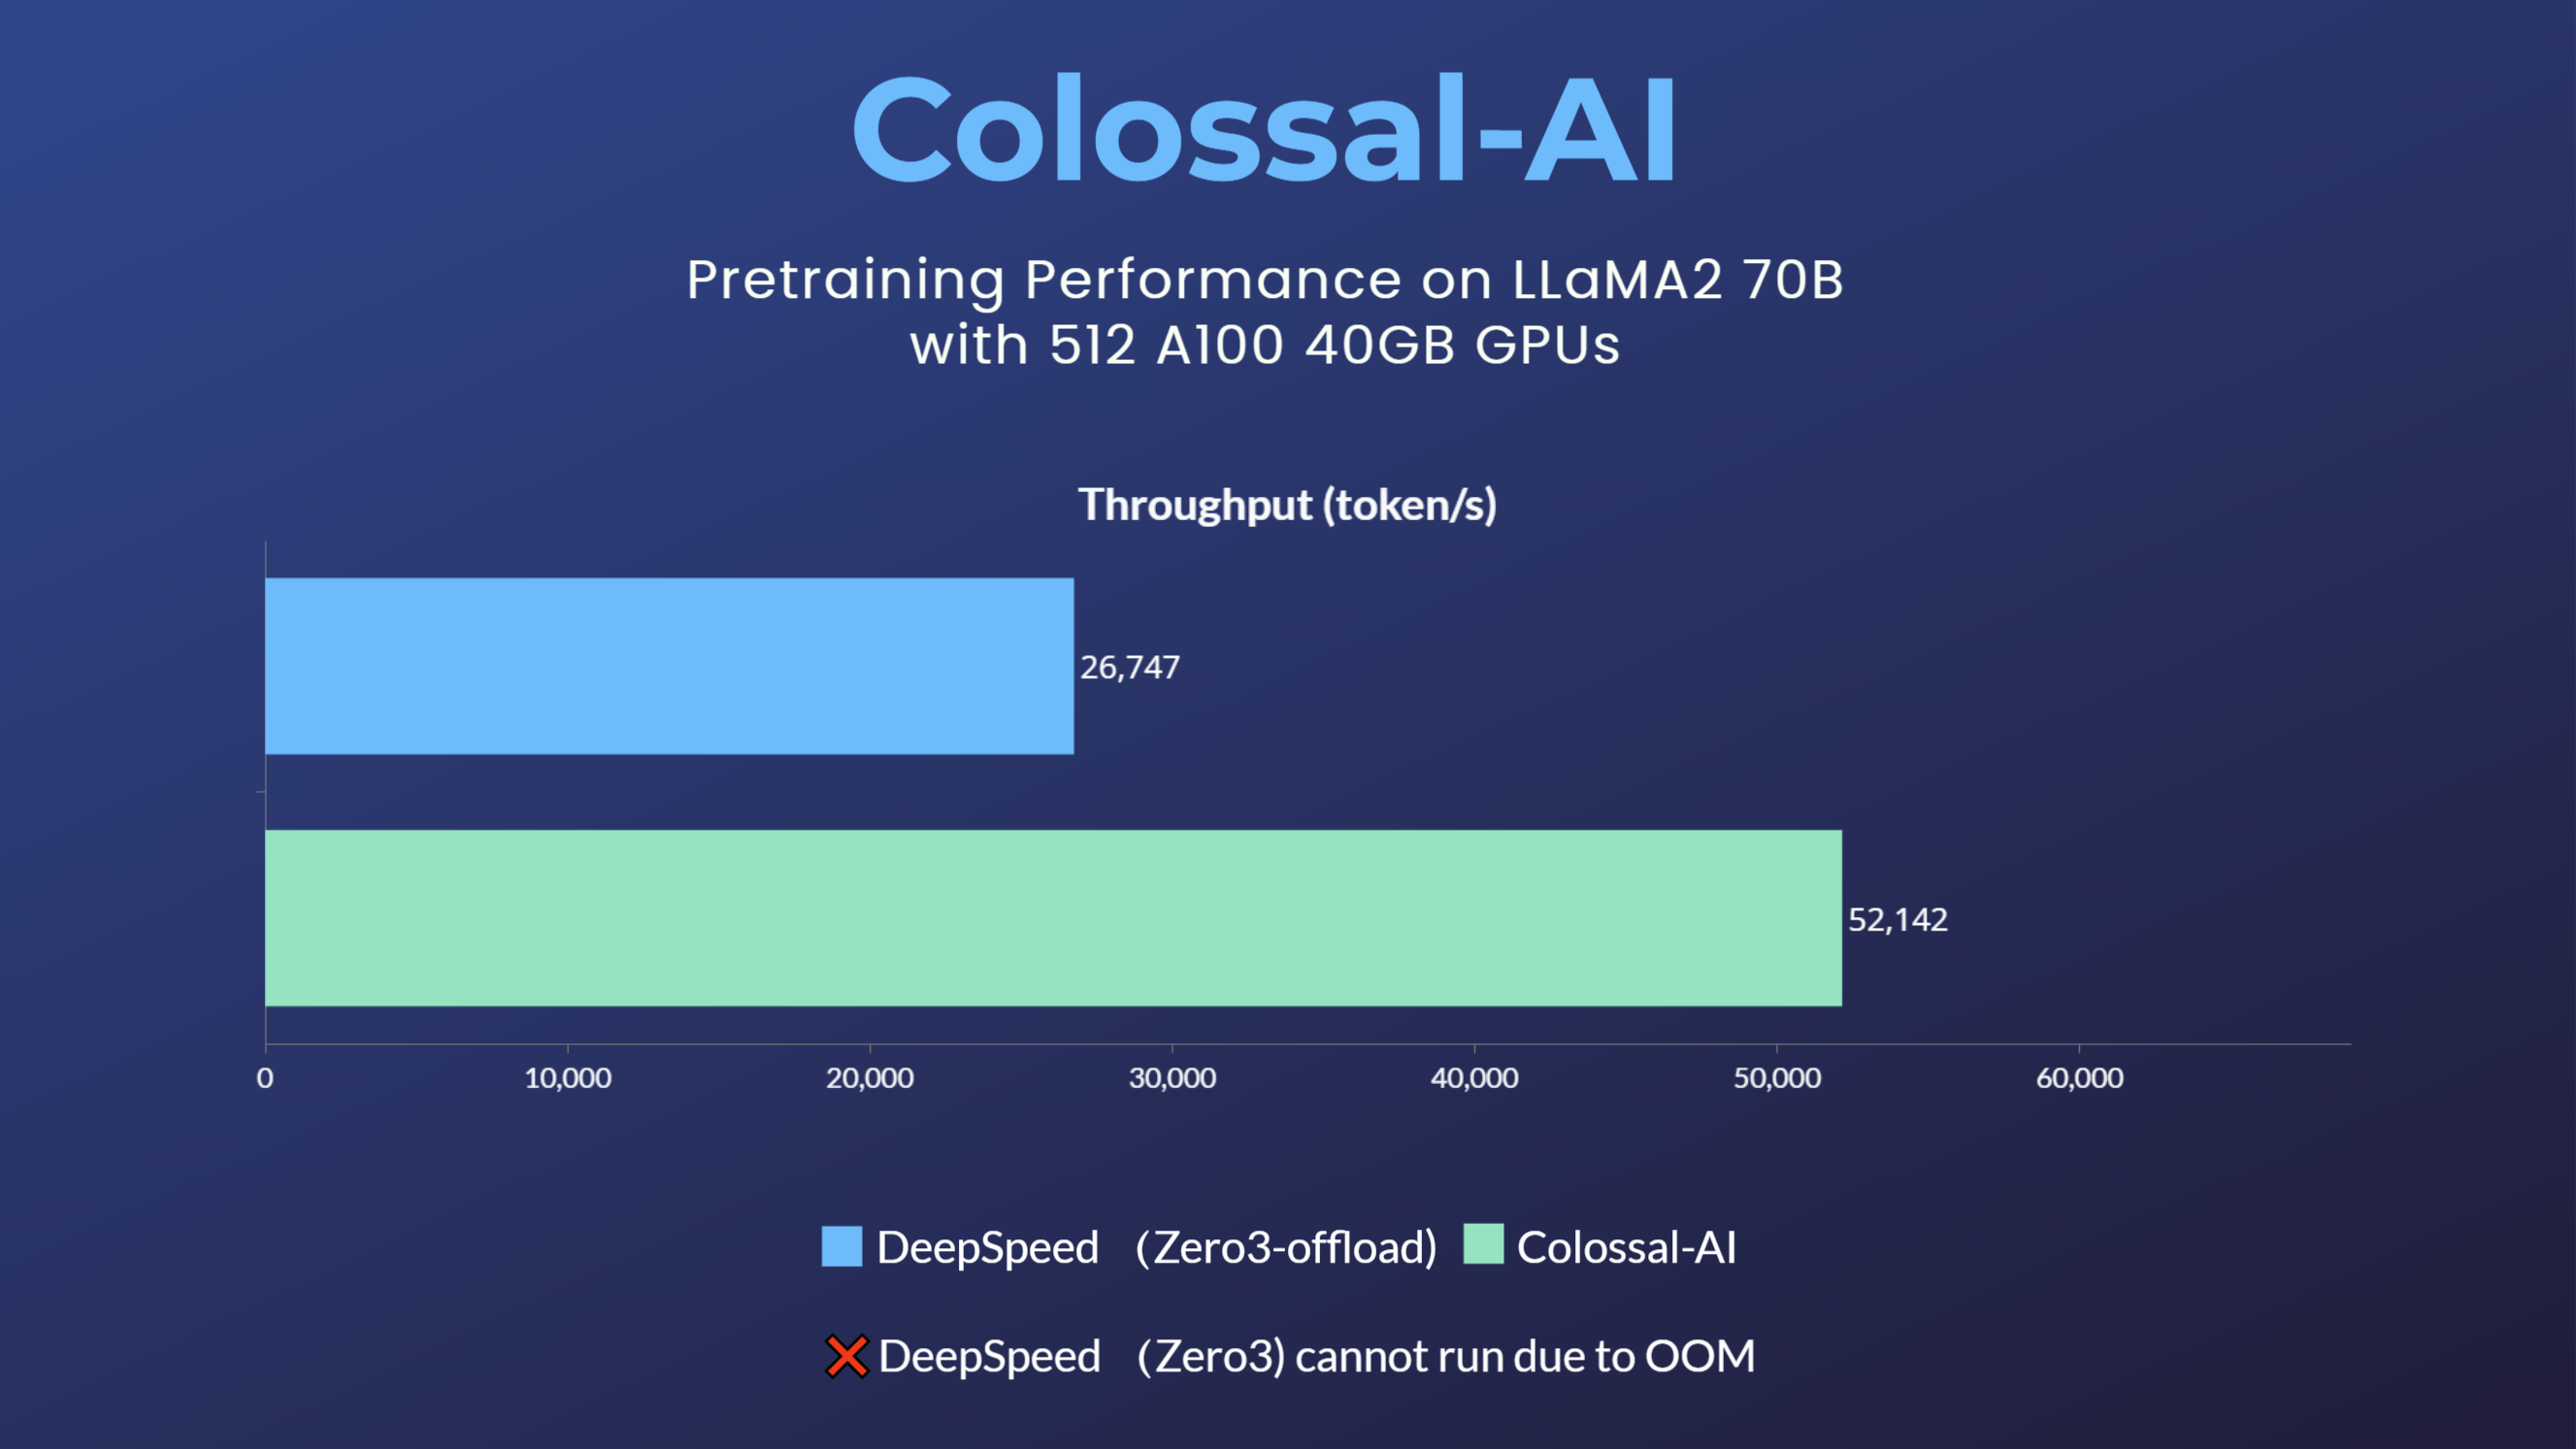 Colossal-AI
Pretraining Performance on LLaMA2 70B
with 512 A100 40GB GPUs
Throughput (token/s)
26,747
52,142
0 10,000 20,000 30,000 40,000 50,000 60,000
DeepSpeed （Zero3-offload) Colossal-AI
DeepSpeed （Zero3) cannot run due to OOM